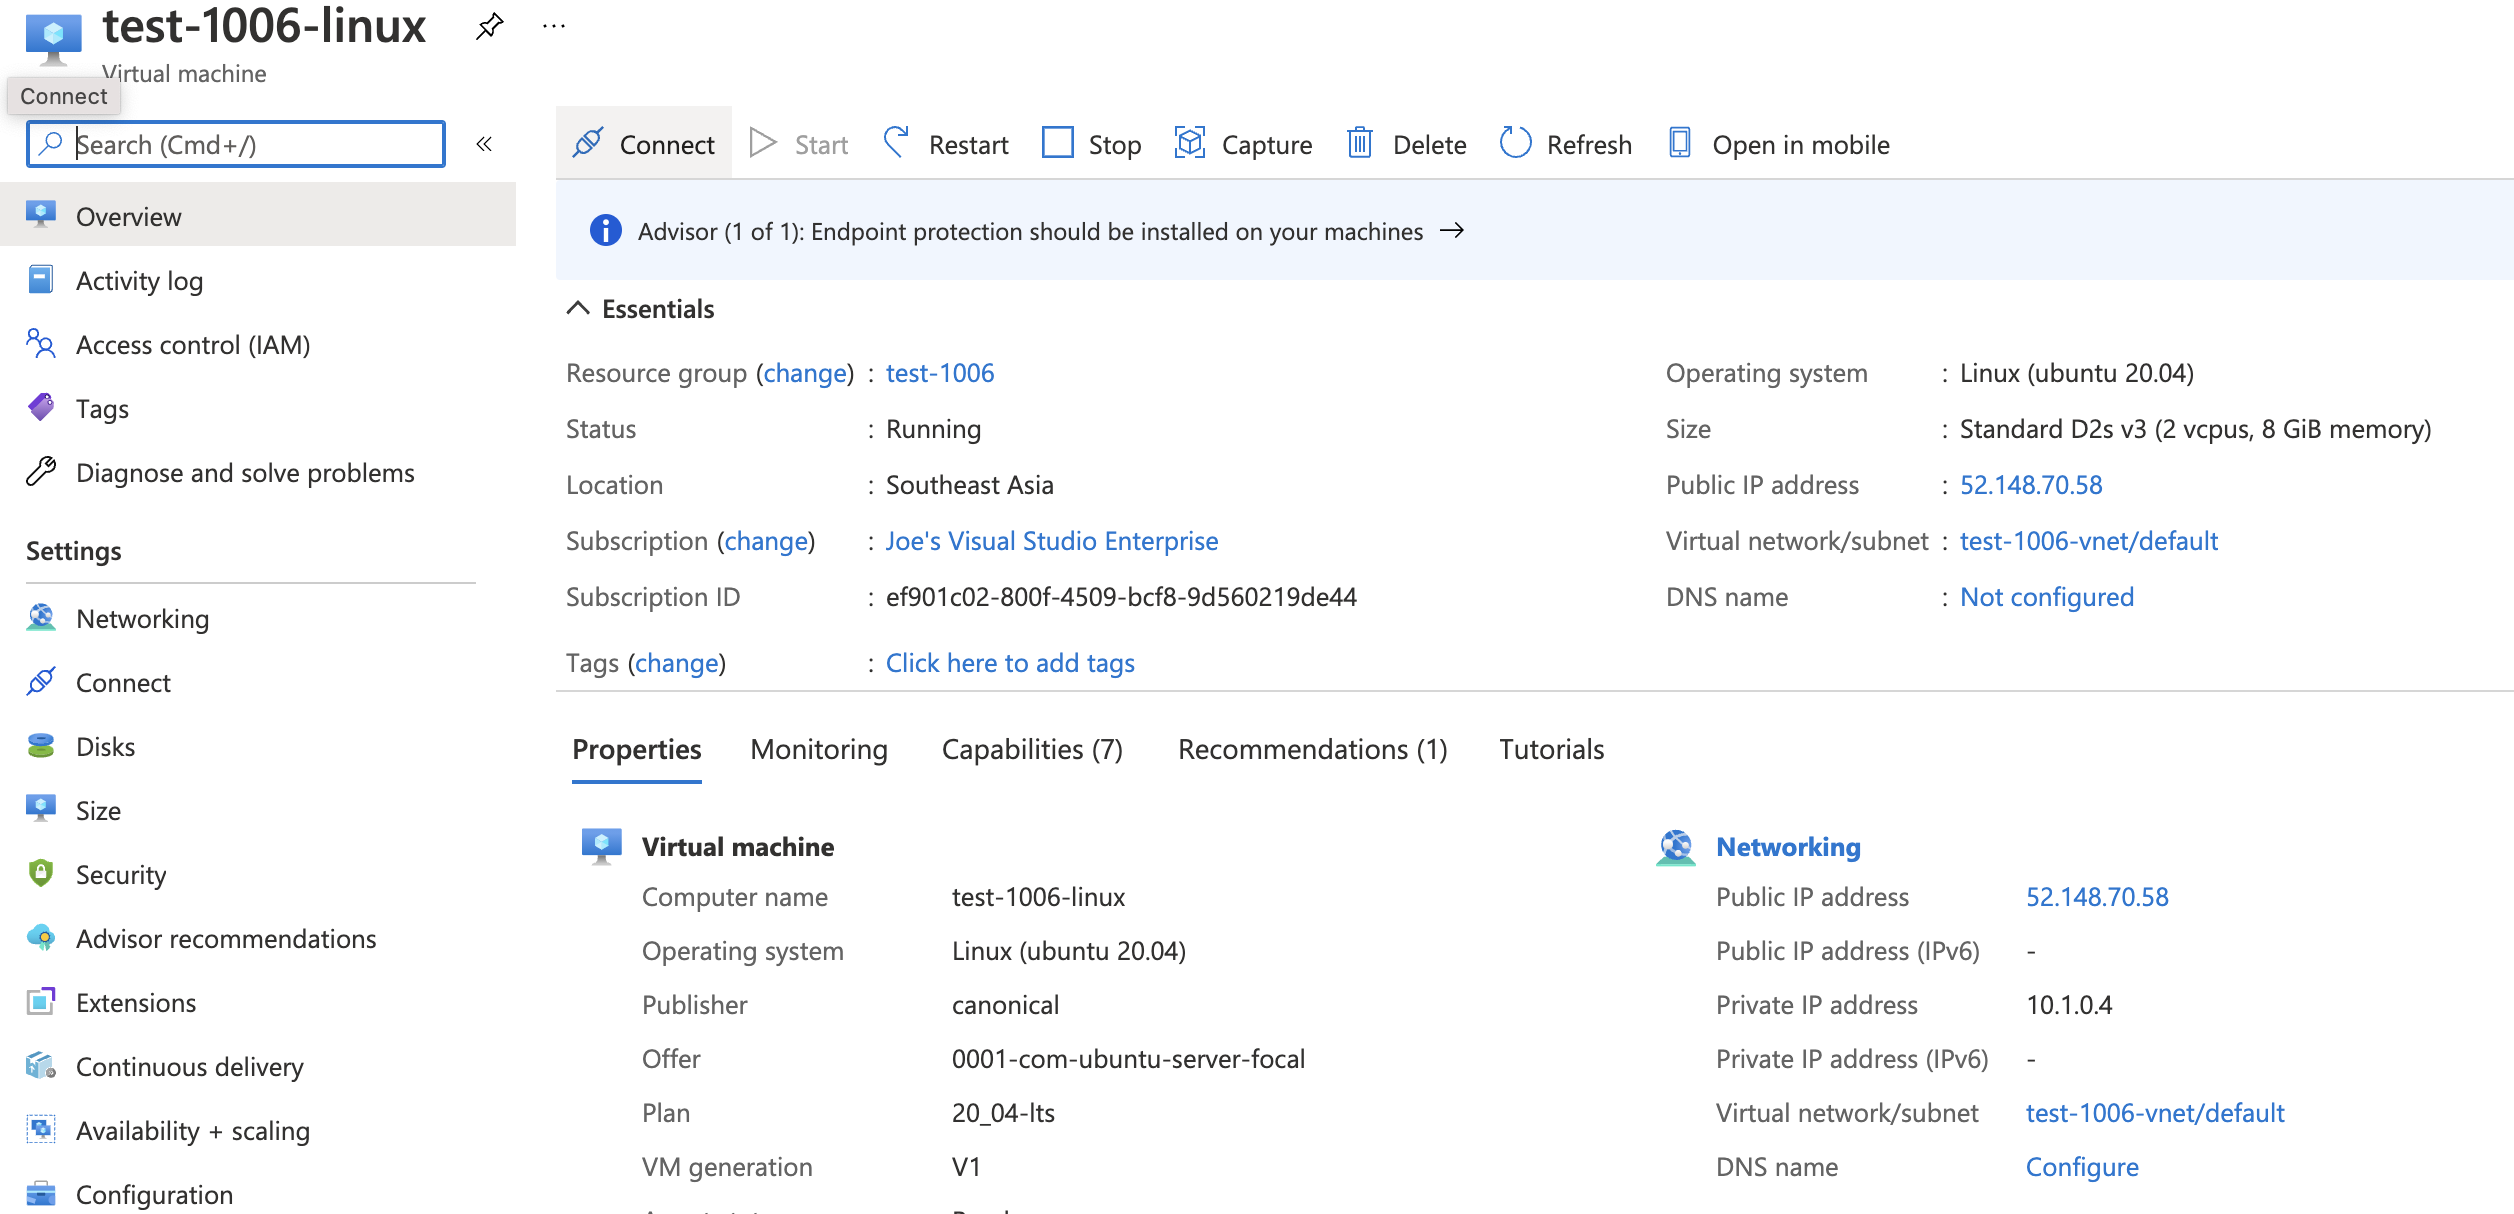 test-1006-linux
...
Virtual machine
Connect
Search (Cmd+/)
«
Overview
Activity log
Access control (IAM)
Tags
Diagnose and solve problems
Settings
Networking
Connect
Disks
Size
Security
Advisor recommendations
Extensions
Continuous delivery
Availability + scaling
Configuration
Connect Start Restart Stop Capture Delete Refresh Open in mobile
Advisor (1 of 1): Endpoint protection should be installed on your machines →
Essentials
Resource group (change) : test-1006
Status : Running
Location : Southeast Asia
Subscription (change) : Joe's Visual Studio Enterprise
Subscription ID : ef901c02-800f-4509-bcf8-9d560219de44
Tags (change) : Click here to add tags
Operating system : Linux (ubuntu 20.04)
Size : Standard D2s v3 (2 vcpus, 8 GiB memory)
Public IP address : 52.148.70.58
Virtual network/subnet : test-1006-vnet/default
DNS name : Not configured
Properties Monitoring Capabilities (7) Recommendations (1) Tutorials
Virtual machine
Computer name test-1006-linux
Operating system Linux (ubuntu 20.04)
Publisher canonical
Offer 0001-com-ubuntu-server-focal
Plan 20_04-lts
VM generation V1
Networking
Public IP address 52.148.70.58
Public IP address (IPv6) -
Private IP address 10.1.0.4
Private IP address (IPv6) -
Virtual network/subnet test-1006-vnet/default
DNS name Configure